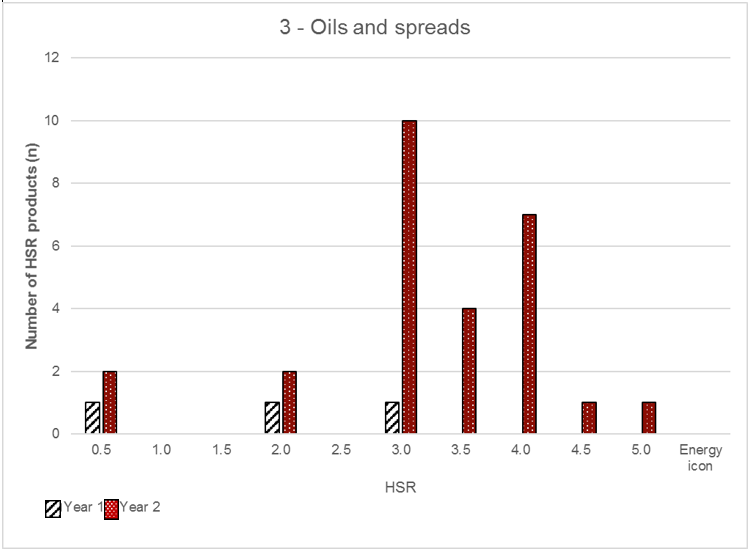 3 - Oils and spreads
12
10
8
6
4
2
0
Number of HSR products (n)
0.5 1.0 1.5 2.0 2.5 3.0 3.5 4.0 4.5 5.0 Energy
icon
HSR
Year 1 Year 2